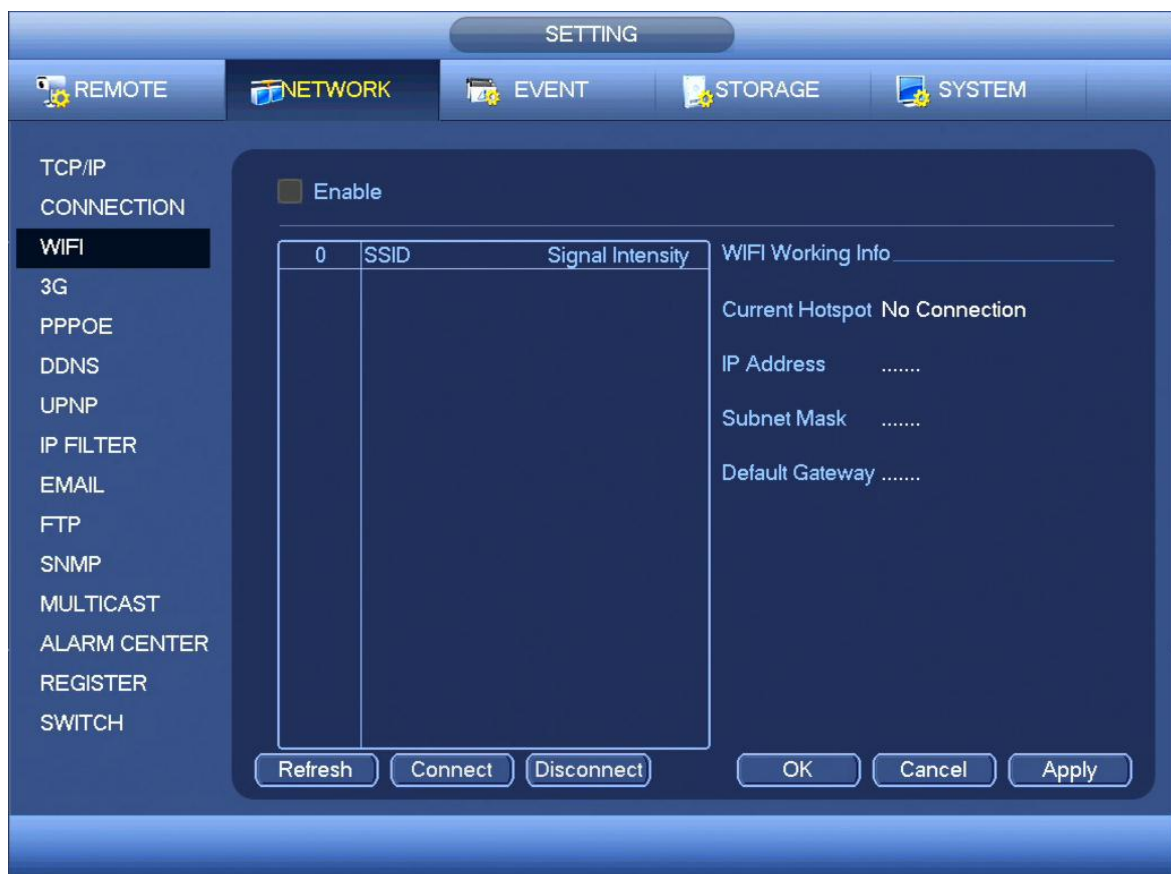 SETTING
REMOTE NETWORK EVENT STORAGE SYSTEM
TCP/IP
CONNECTION
WIFI
3G
PPPOE
DDNS
UPNP
IP FILTER
EMAIL
FTP
SNMP
MULTICAST
ALARM CENTER
REGISTER
SWITCH
Enable
0 SSID Signal Intensity
WIFI Working Info
Current Hotspot No Connection
IP Address .......
Subnet Mask .......
Default Gateway .......
Refresh Connect Disconnect OK Cancel Apply